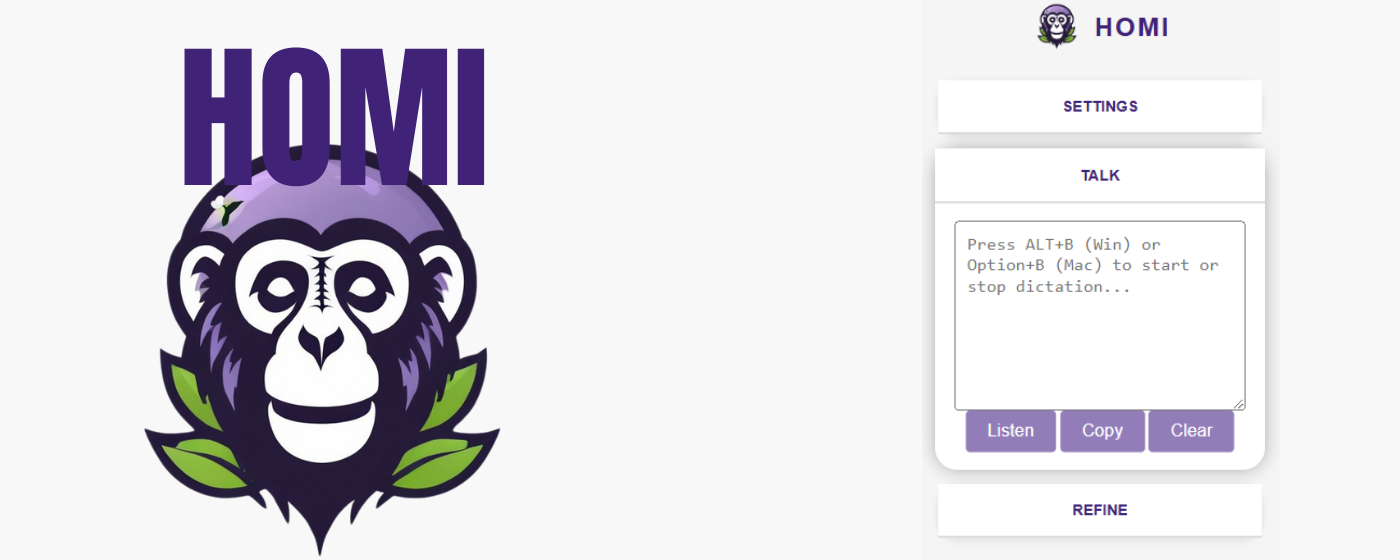 HOMI
HOMI
SETTINGS
TALK
Press ALT+B (Win) or
Option+B (Mac) to start or
stop dictation...
Listen Copy Clear
REFINE